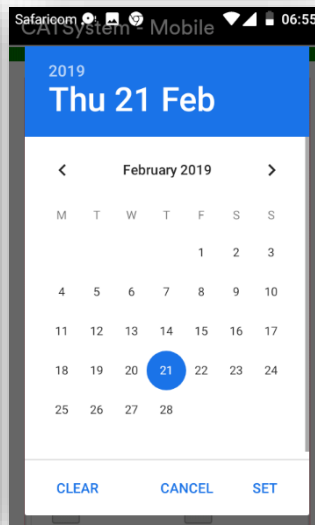 Safaricom 06:55
CATSystem - Mobile
2019
Thu 21 Feb
February 2019
M T W T F S S
1 2 3
4 5 6 7 8 9 10
11 12 13 14 15 16 17
18 19 20 21 22 23 24
25 26 27 28
CLEAR CANCEL SET